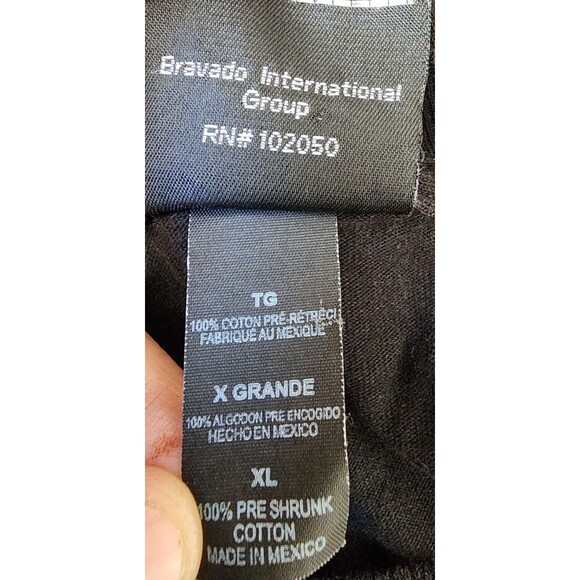 Bravado International
Group
RN# 102050
TG
100% COTON PRÉ-RÉTRÉCI
FABRIQUÉ AU MEXIQUE
X GRANDE
100% ALGODON PRE ENCOGIDO
HECHO EN MEXICO
XL
100% PRE SHRUNK
COTTON
MADE IN MEXICO